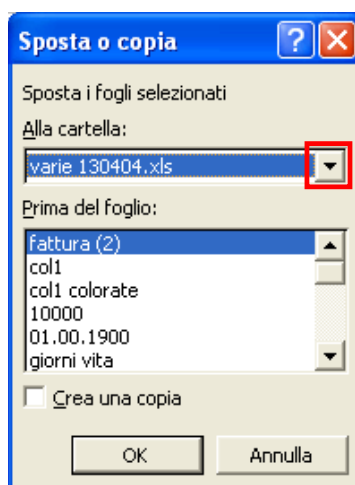 Sposta o copia
Sposta i fogli selezionati
Alla cartella:
varie 130404.xls
Prima del foglio:
fattura (2)
col1
col1 colorate
10000
01.00.1900
giorni vita
Crea una copia
OK Annulla